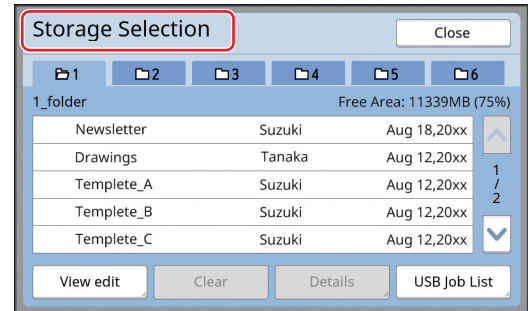 Storage Selection
Close
1 2 3 4 5 6
1_folder Free Area: 11339MB (75%)
Newsletter Suzuki Aug 18,20xx
Drawings Tanaka Aug 12,20xx
Templete_A Suzuki Aug 12,20xx
Templete_B Suzuki Aug 12,20xx
Templete_C Suzuki Aug 12,20xx
1
/
2
View edit Clear Details USB Job List